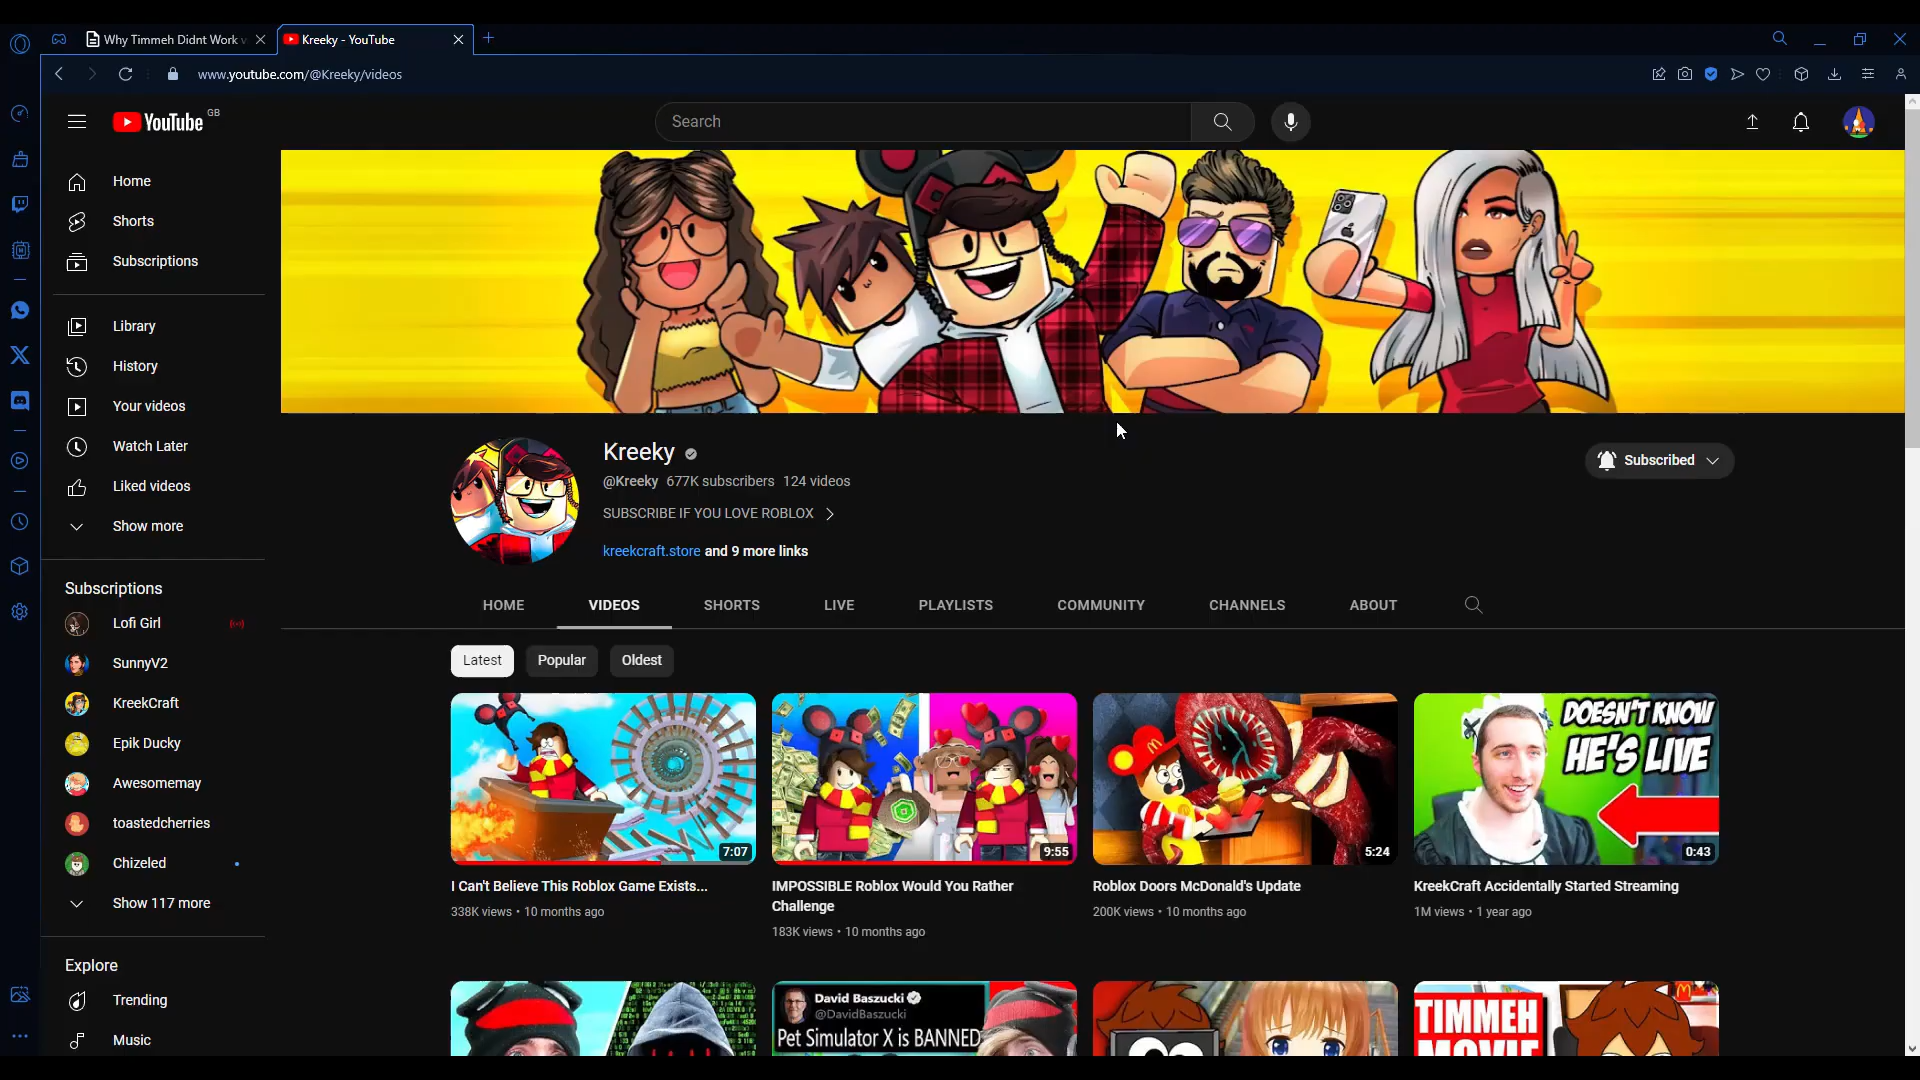 Why Timmeh Didnt Work v
Kreeky - YouTube
www.youtube.com/@Kreeky/videos
YouTube GB
Search
Home
Shorts
Subscriptions
Library
History
Your videos
Watch Later
Liked videos
Show more
Subscriptions
Lofi Girl
SunnyV2
KreekCraft
Epik Ducky
Awesomemay
toastedcherries
Chizeled
Show 117 more
Explore
Trending
Music
Kreeky
@Kreeky 677K subscribers 124 videos
SUBSCRIBE IF YOU LOVE ROBLOX
kreekcraft.store and 9 more links
Subscribed
HOME VIDEOS SHORTS LIVE PLAYLISTS COMMUNITY CHANNELS ABOUT
Latest Popular Oldest
7:07
I Can't Believe This Roblox Game Exists...
338K views • 10 months ago
9:55
IMPOSSIBLE Roblox Would You Rather
Challenge
183K views • 10 months ago
5:24
Roblox Doors McDonald's Update
200K views • 10 months ago
DOESN'T KNOW
HE'S LIVE
0:43
KreekCraft Accidentally Started Streaming
1M views • 1 year ago
David Baszucki
@DavidBaszucki
Pet Simulator X is BANNED
TIMMEH
MOVIE